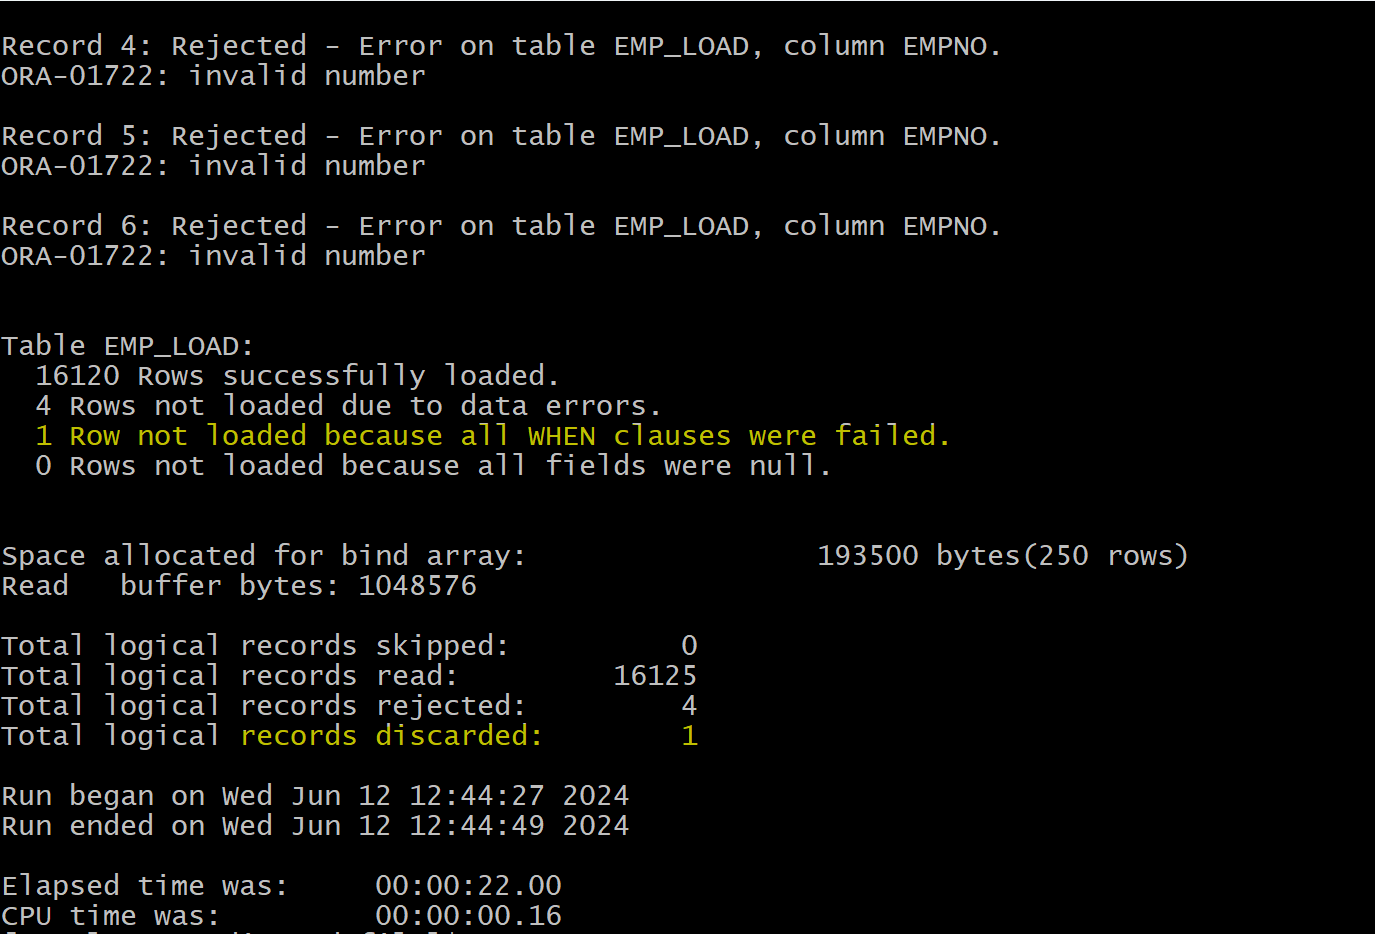 Record 4: Rejected - Error on table EMP_LOAD, column EMPNO.
ORA-01722: invalid number
Record 5: Rejected - Error on table EMP_LOAD, column EMPNO.
ORA-01722: invalid number
Record 6: Rejected - Error on table EMP_LOAD, column EMPNO.
ORA-01722: invalid number
Table EMP_LOAD:
16120 Rows successfully loaded.
4 Rows not loaded due to data errors.
1 Row not loaded because all WHEN clauses were failed.
0 Rows not loaded because all fields were null.
Space allocated for bind array: 193500 bytes(250 rows)
Read buffer bytes: 1048576
Total logical records skipped: 0
Total logical records read: 16125
Total logical records rejected: 4
Total logical records discarded: 1
Run began on Wed Jun 12 12:44:27 2024
Run ended on Wed Jun 12 12:44:49 2024
Elapsed time was: 00:00:22.00
CPU time was: 00:00:00.16